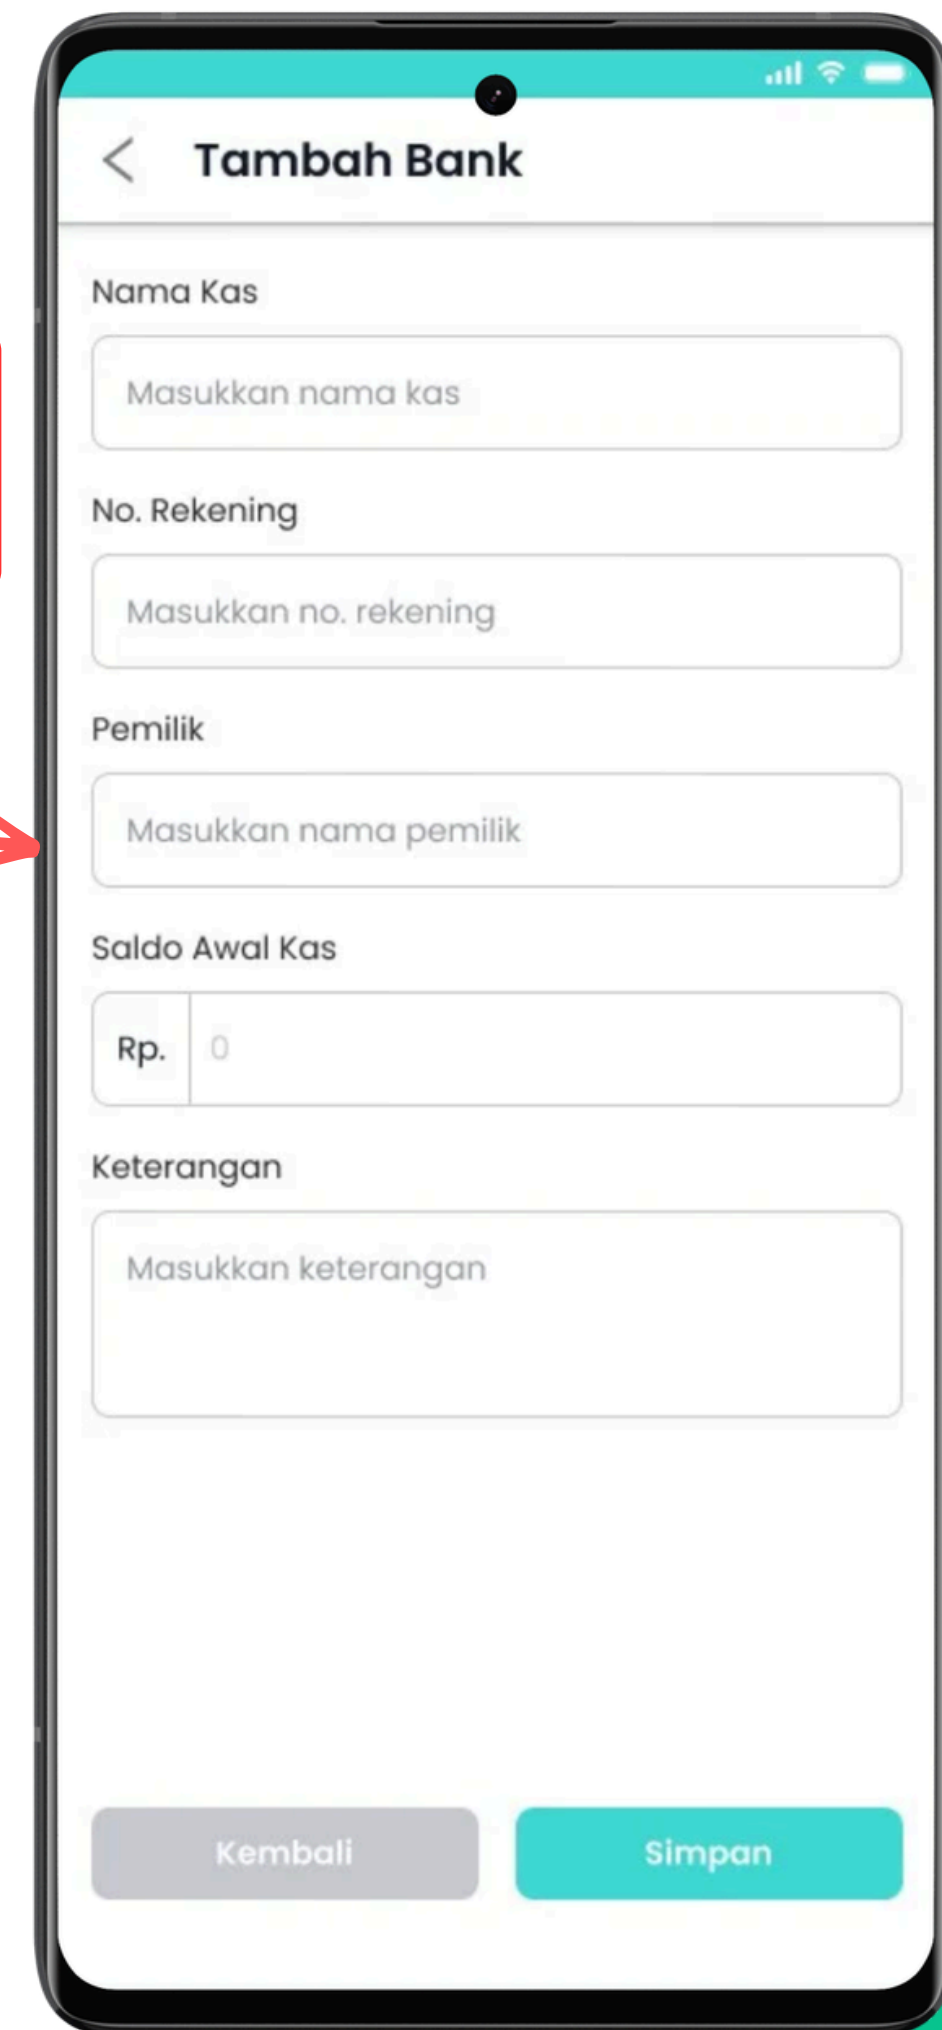 Tambah Bank
Nama Kas
Masukkan nama kas
No. Rekening
Masukkan no. rekening
Pemilik
Masukkan nama pemilik
Saldo Awal Kas
Rp. 0
Keterangan
Masukkan keterangan
Kembali Simpan